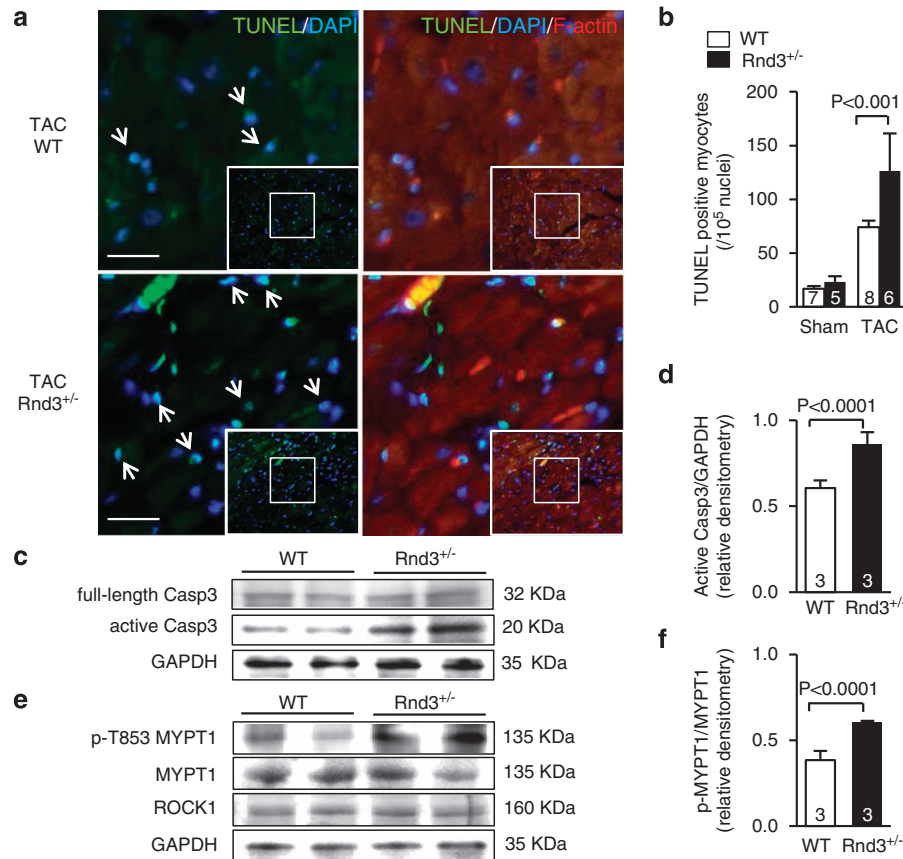 a
TUNEL/DAPI
TUNEL/DAPI/F-actin
TAC
WT
TAC
Rnd3+/-
b
WT
Rnd3+/-
P<0.001
TUNEL positive myocytes
(/10⁵ nuclei)
200
150
100
50
0
7
5
8
6
Sham
TAC
c
WT
Rnd3+/-
full-length Casp3
32 KDa
active Casp3
20 KDa
GAPDH
35 KDa
d
P<0.0001
Active Casp3/GAPDH
(relative densitometry)
1.0
0.5
0.0
3
3
WT
Rnd3+/-
e
WT
Rnd3+/-
p-T853 MYPT1
135 KDa
MYPT1
135 KDa
ROCK1
160 KDa
GAPDH
35 KDa
f
P<0.0001
p-MYPT1/MYPT1
(relative densitometry)
1.0
0.5
0.0
3
3
WT
Rnd3+/-